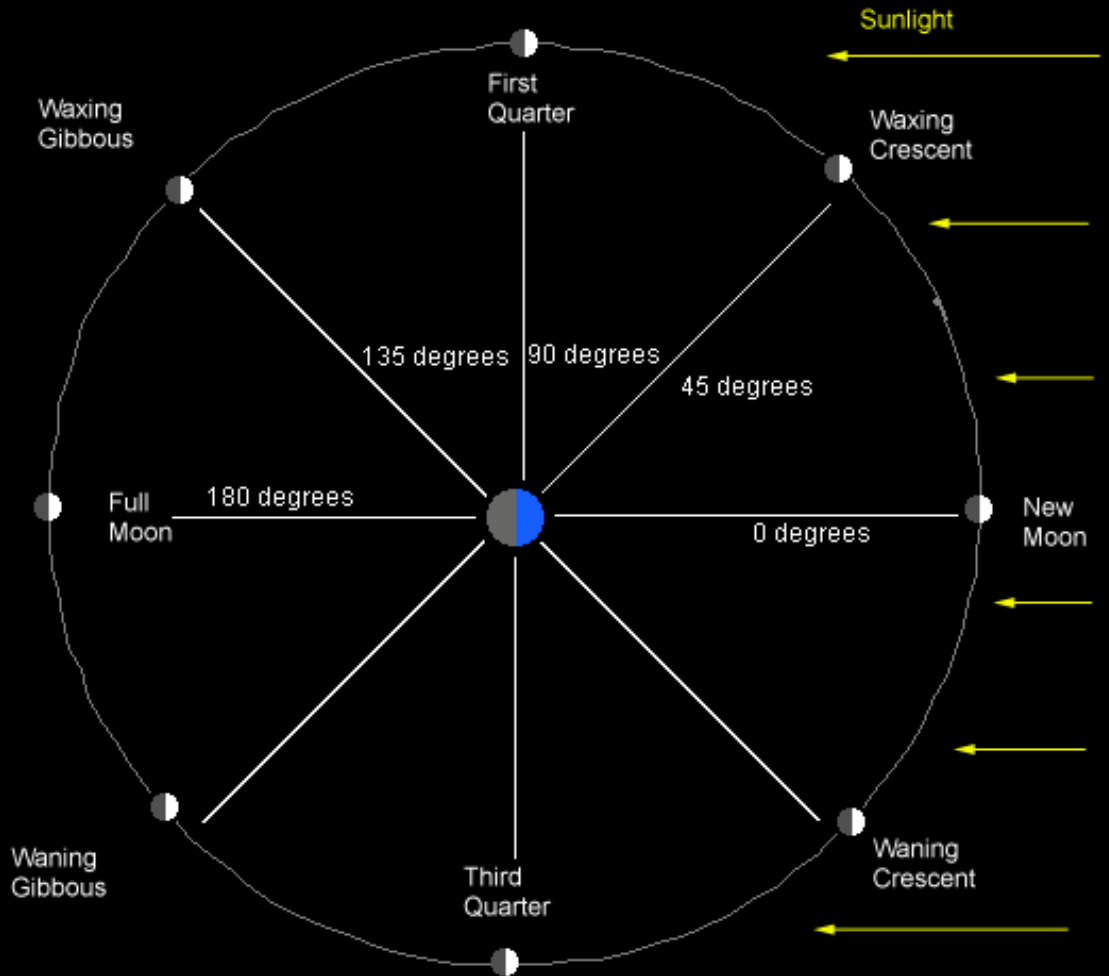 Sunlight
First
Quarter
Waxing
Gibbous
Waxing
Crescent
135 degrees
90 degrees
45 degrees
Full
Moon
180 degrees
0 degrees
New
Moon
Waning
Gibbous
Third
Quarter
Waning
Crescent